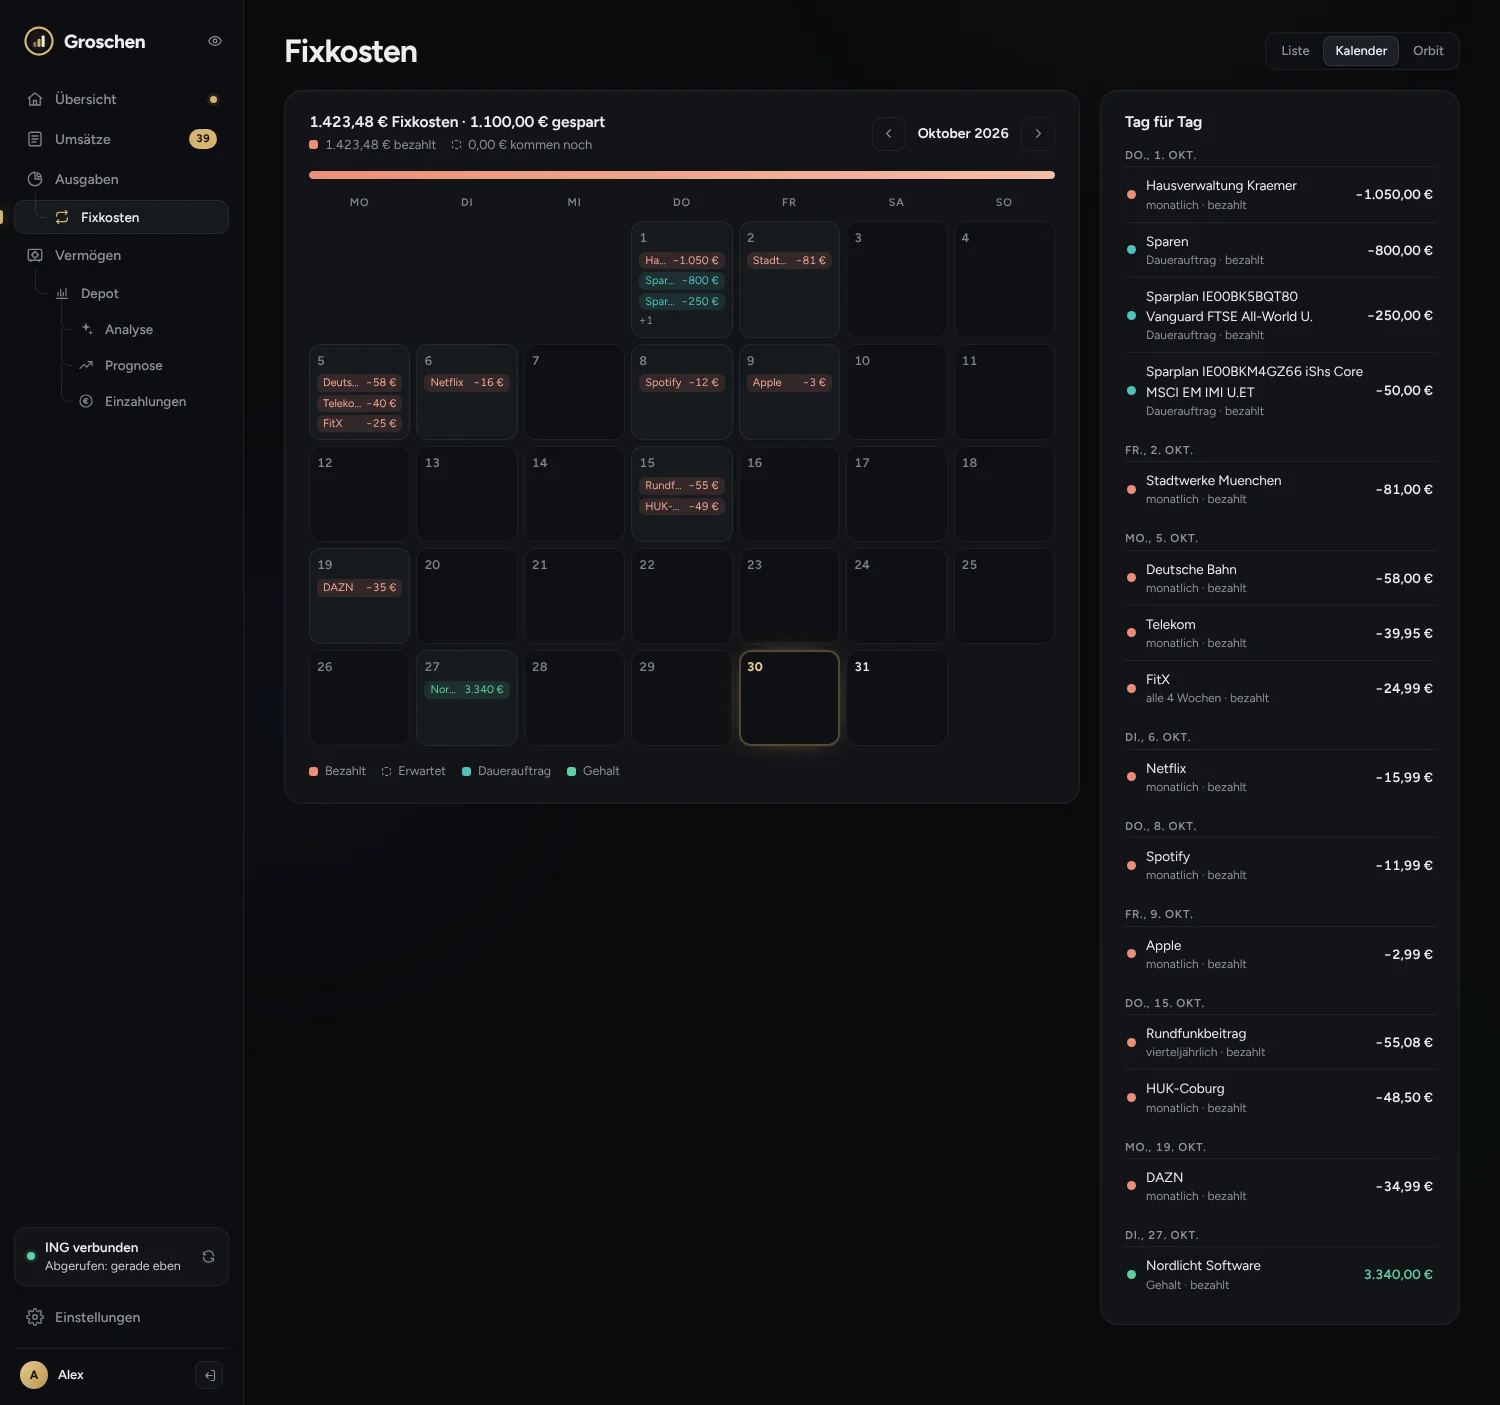 Groschen
Übersicht
Umsätze 39
Ausgaben
Fixkosten
Vermögen
Depot
Analyse
Prognose
Einzahlungen
ING verbunden
Abgerufen: gerade eben
Einstellungen
A Alex
Fixkosten
Liste Kalender Orbit
1.423,48 € Fixkosten · 1.100,00 € gespart
1.423,48 € bezahlt 0,00 € kommen noch
Oktober 2026
MO DI MI DO FR SA SO
1 2 3 4
Ha… −1.050 € Stadt… −81 €
Spar… −800 €
Spar… −250 €
+1
5 6 7 8 9 10 11
Deuts… −58 € Netflix −16 € Spotify −12 € Apple −3 €
Teleko… −40 €
FitX −25 €
12 13 14 15 16 17 18
Rundf… −55 €
HUK-… −49 €
19 20 21 22 23 24 25
DAZN −35 €
26 27 28 29 30 31
Nor… 3.340 €
Bezahlt Erwartet Dauerauftrag Gehalt
Tag für Tag
DO., 1. OKT.
Hausverwaltung Kraemer −1.050,00 €
monatlich · bezahlt
Sparen −800,00 €
Dauerauftrag · bezahlt
Sparplan IE00BK5BQT80
Vanguard FTSE All-World U. −250,00 €
Dauerauftrag · bezahlt
Sparplan IE00BKM4GZ66 iShs Core
MSCI EM IMI U.ET −50,00 €
Dauerauftrag · bezahlt
FR., 2. OKT.
Stadtwerke Muenchen −81,00 €
monatlich · bezahlt
MO., 5. OKT.
Deutsche Bahn −58,00 €
monatlich · bezahlt
Telekom −39,95 €
monatlich · bezahlt
FitX −24,99 €
alle 4 Wochen · bezahlt
DI., 6. OKT.
Netflix −15,99 €
monatlich · bezahlt
DO., 8. OKT.
Spotify −11,99 €
monatlich · bezahlt
FR., 9. OKT.
Apple −2,99 €
monatlich · bezahlt
DO., 15. OKT.
Rundfunkbeitrag −55,08 €
vierteljährlich · bezahlt
HUK-Coburg −48,50 €
monatlich · bezahlt
MO., 19. OKT.
DAZN −34,99 €
monatlich · bezahlt
DI., 27. OKT.
Nordlicht Software 3.340,00 €
Gehalt · bezahlt